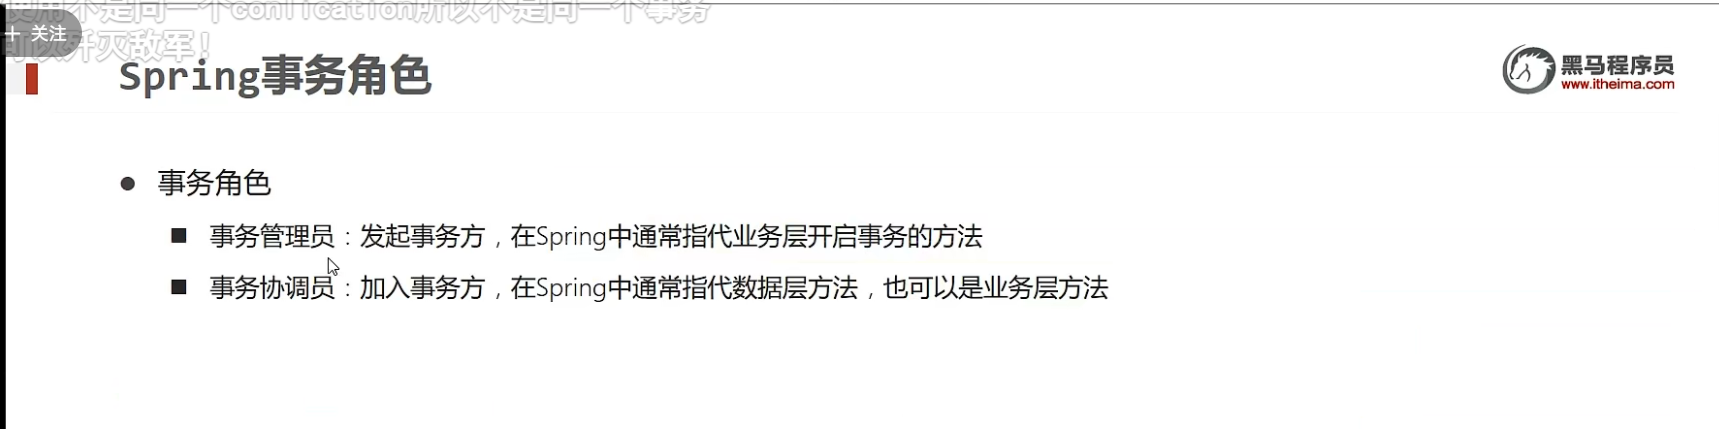 使用不是同一个confication所以不是同一个事务
+ 关注
可以歼灭敌军！
Spring事务角色
黑马程序员
www.itheima.com
事务角色
事务管理员：发起事务方，在Spring中通常指代业务层开启事务的方法
事务协调员：加入事务方，在Spring中通常指代数据层方法，也可以是业务层方法